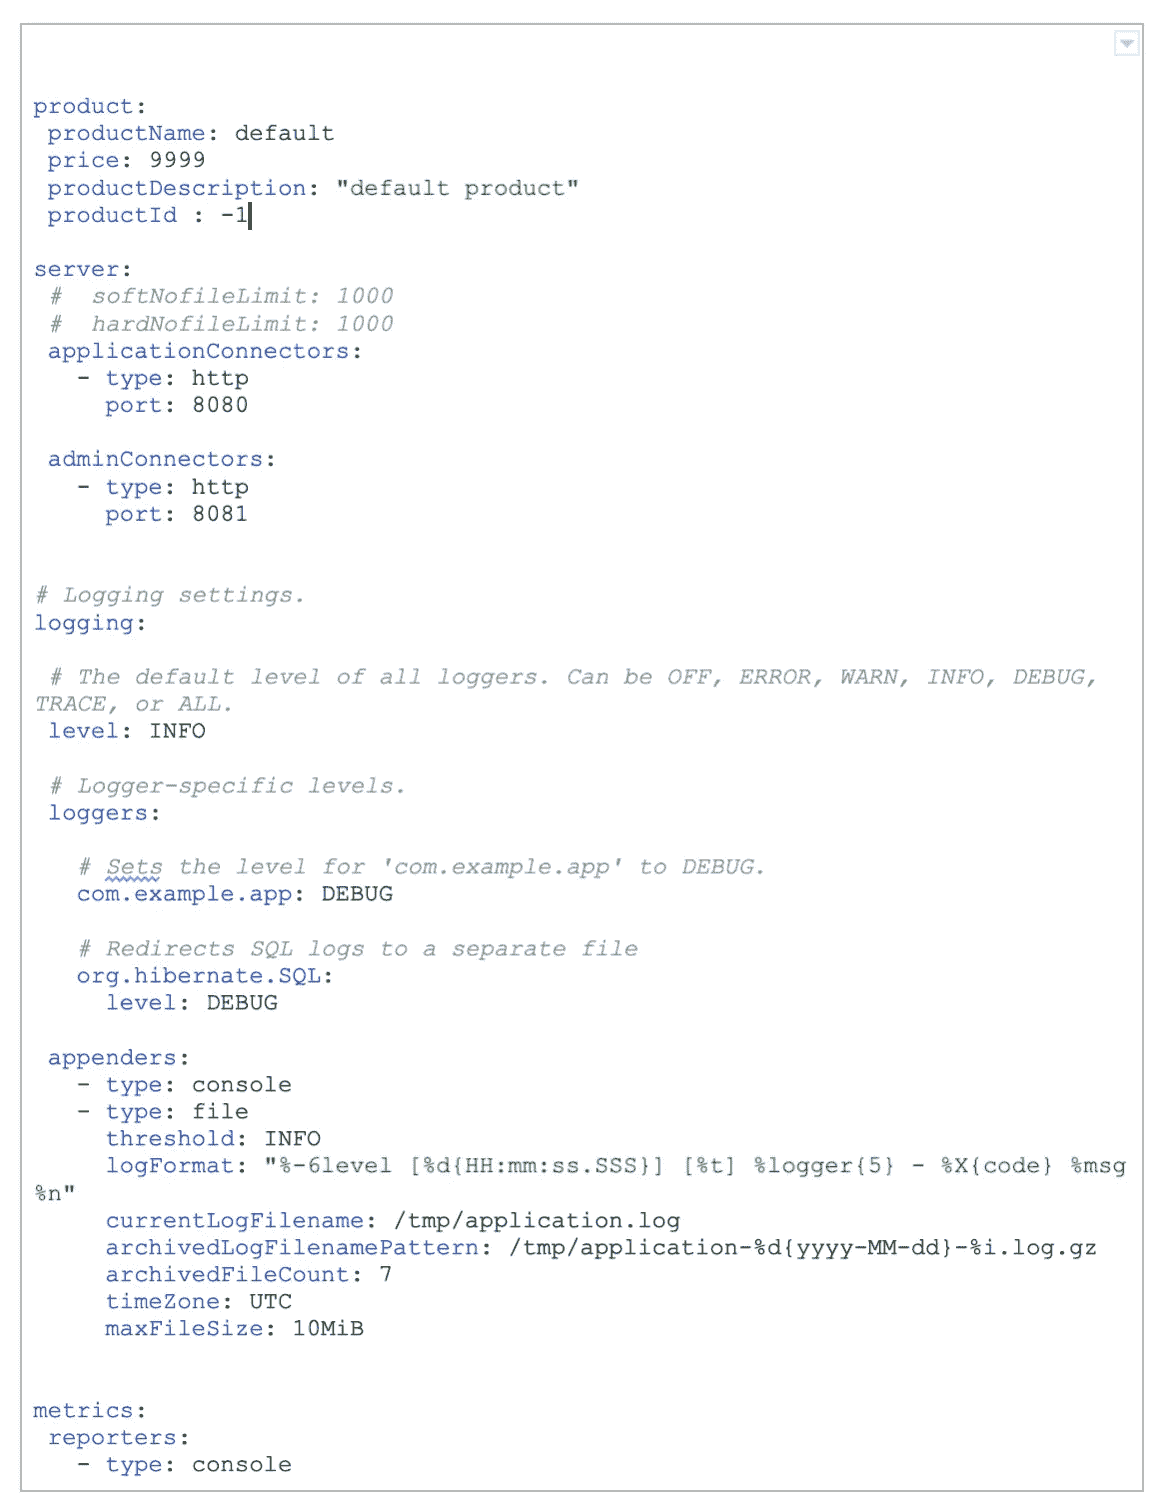 product:
 productName: default
 price: 9999
 productDescription: "default product"
 productId : -1
server:
 #  softNofileLimit: 1000
 #  hardNofileLimit: 1000
 applicationConnectors:
   - type: http
     port: 8080
 adminConnectors:
   - type: http
     port: 8081
# Logging settings.
logging:
 # The default level of all loggers. Can be OFF, ERROR, WARN, INFO, DEBUG,
TRACE, or ALL.
 level: INFO
 # Logger-specific levels.
 loggers:
   # Sets the level for 'com.example.app' to DEBUG.
   com.example.app: DEBUG
   # Redirects SQL logs to a separate file
   org.hibernate.SQL:
     level: DEBUG
 appenders:
   - type: console
   - type: file
     threshold: INFO
     logFormat: "%-6level [%d{HH:mm:ss.SSS}] [%t] %logger{5} - %X{code} %msg
%n"
     currentLogFilename: /tmp/application.log
     archivedLogFilenamePattern: /tmp/application-%d{yyyy-MM-dd}-%i.log.gz
     archivedFileCount: 7
     timeZone: UTC
     maxFileSize: 10MiB
metrics:
 reporters:
   - type: console